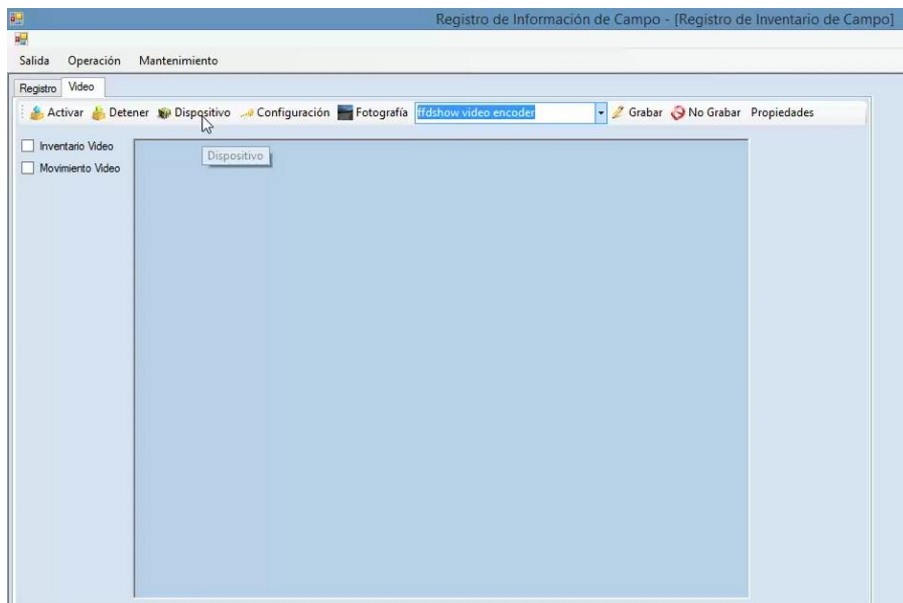 Registro de Información de Campo - [Registro de Inventario de Campo]
Salida Operación Mantenimiento
Registro Video
Activar Detener Dispositivo Configuración Fotografía ffdshow video encoder Grabar No Grabar Propiedades
Inventario Video
Dispositivo
Movimiento Video